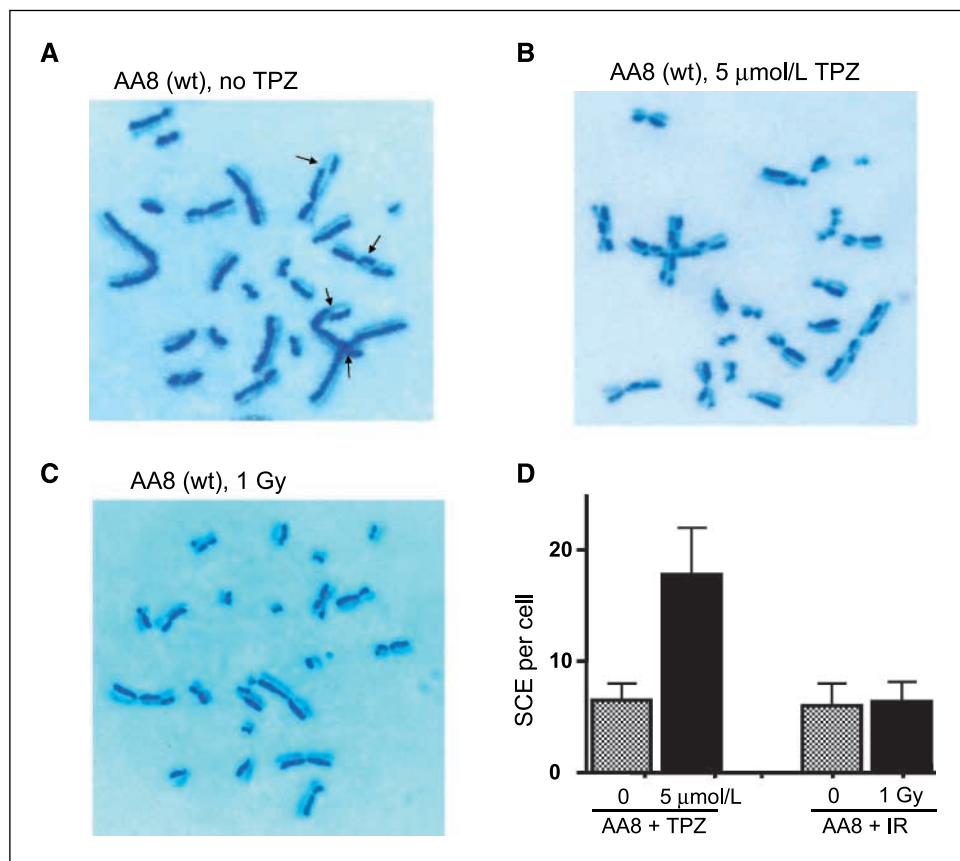 A
AA8 (wt), no TPZ
B
AA8 (wt), 5 μmol/L TPZ
C
AA8 (wt), 1 Gy
D
SCE per cell
20
10
0
0 5 μmol/L
AA8 + TPZ
0 1 Gy
AA8 + IR